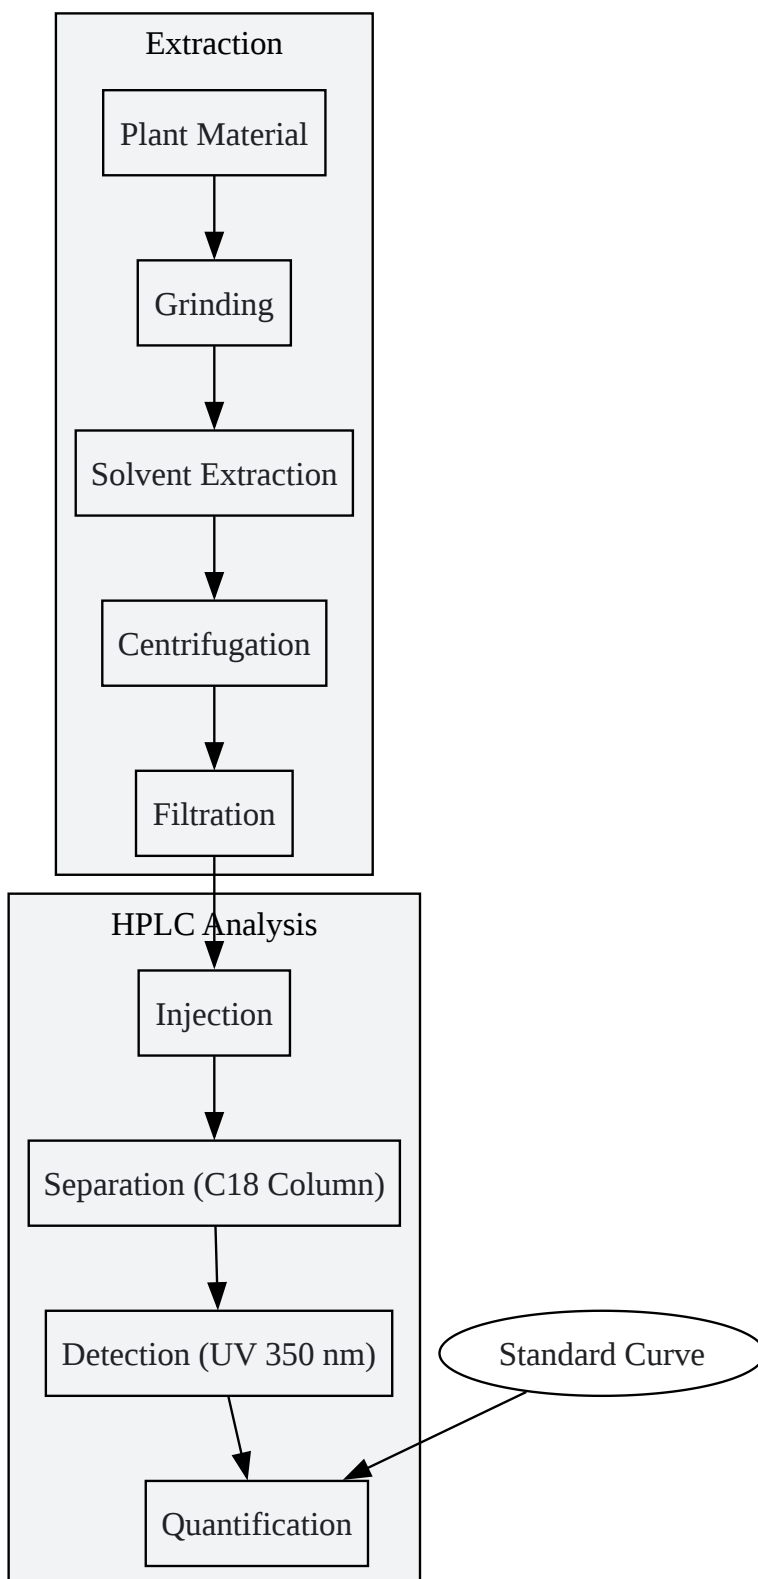 Extraction
Plant Material
Grinding
Solvent Extraction
Centrifugation
Filtration
HPLC Analysis
Injection
Separation (C18 Column)
Detection (UV 350 nm)
Standard Curve
Quantification